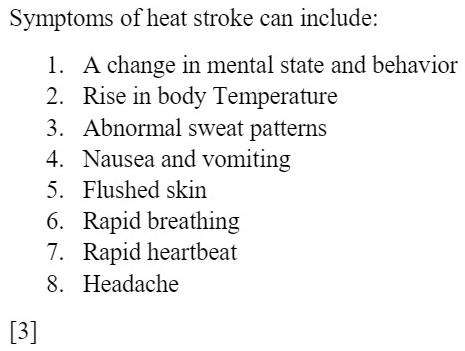 Symptoms of heat stroke can include:
1. A change in mental state and behavior
2. Rise in body Temperature
3. Abnormal sweat patterns
4. Nausea and vomiting
5. Flushed skin
6. Rapid breathing
7. Rapid heartbeat
8. Headache
[3]